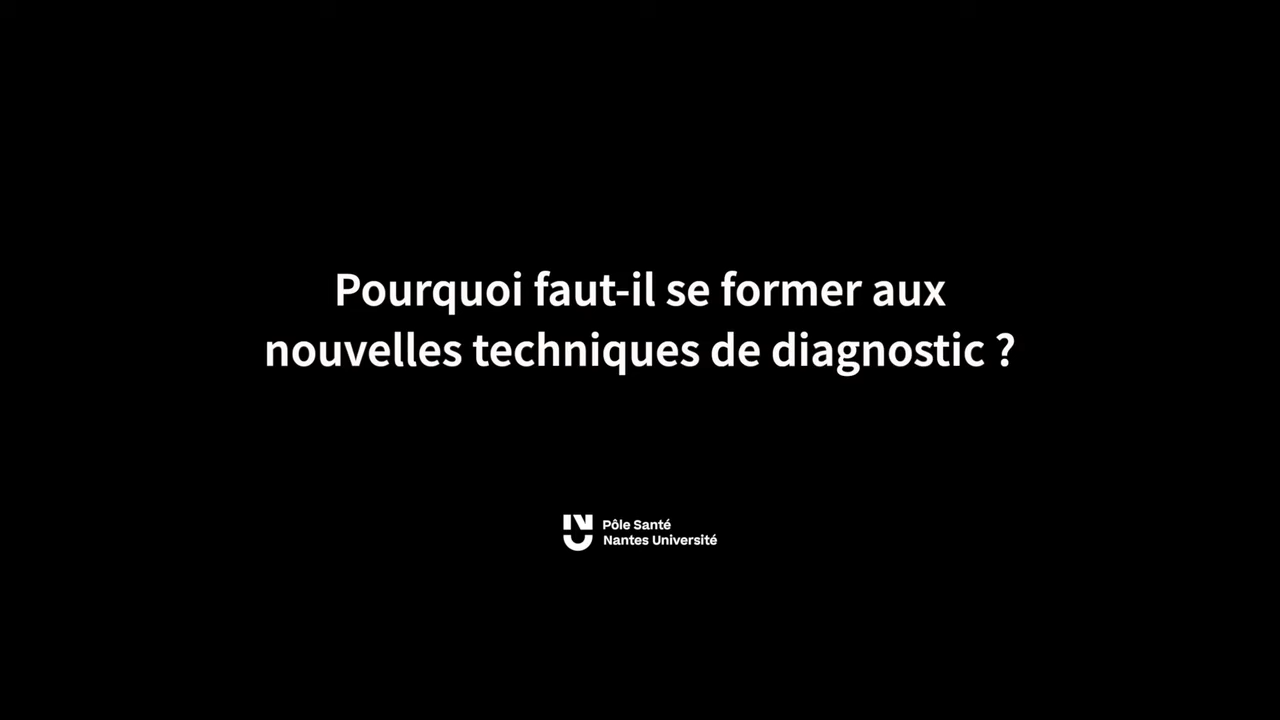 Pourquoi faut-il se former aux
nouvelles techniques de diagnostic ?
Pôle Santé
Nantes Université